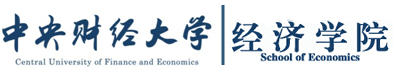 中央财经大学
Central University of Finance and Economics
经济学院
School of Economics